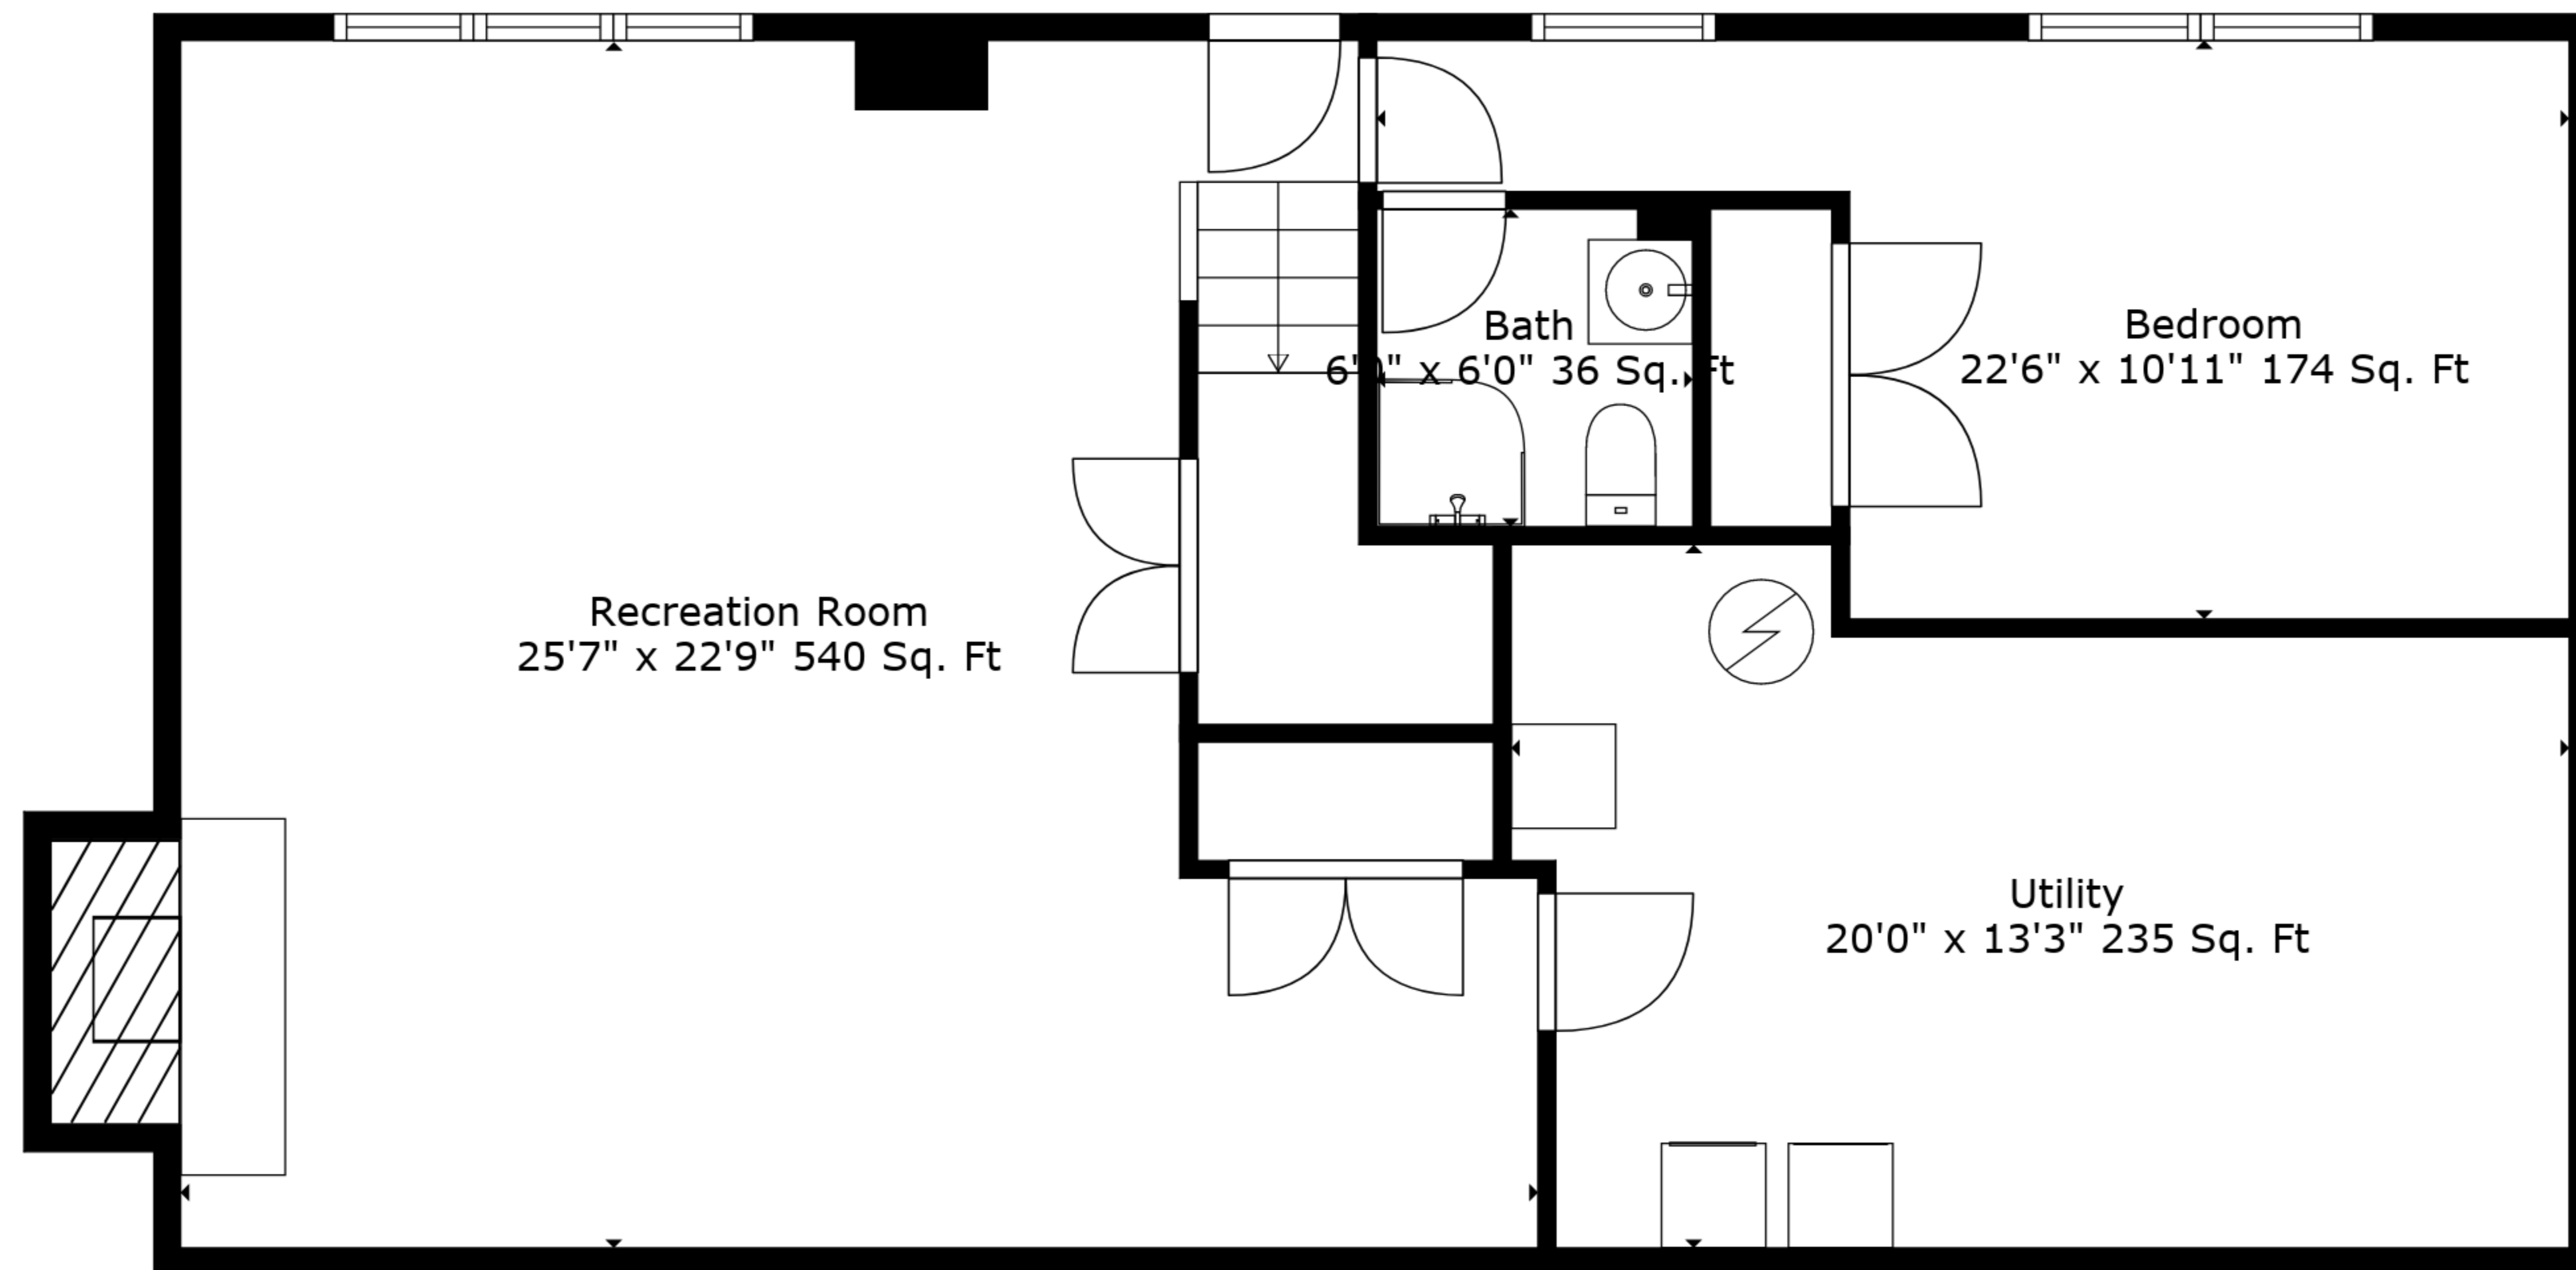 Bath
6'0" x 6'0" 36 Sq. Ft
Bedroom
22'6" x 10'11" 174 Sq. Ft
Recreation Room
25'7" x 22'9" 540 Sq. Ft
Utility
20'0" x 13'3" 235 Sq. Ft